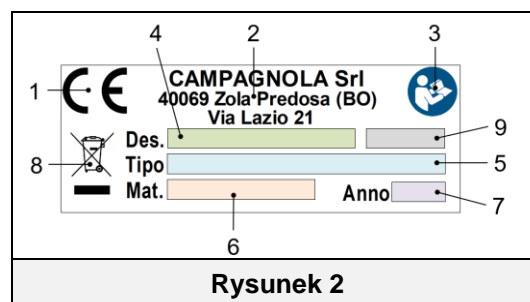 4 2 3
1 CE CAMPAGNOLA Srl
40069 Zola Predosa (BO)
Via Lazio 21
Des. 9
8 Tipo 5
Mat. Anno 7
6
Rysunek 2